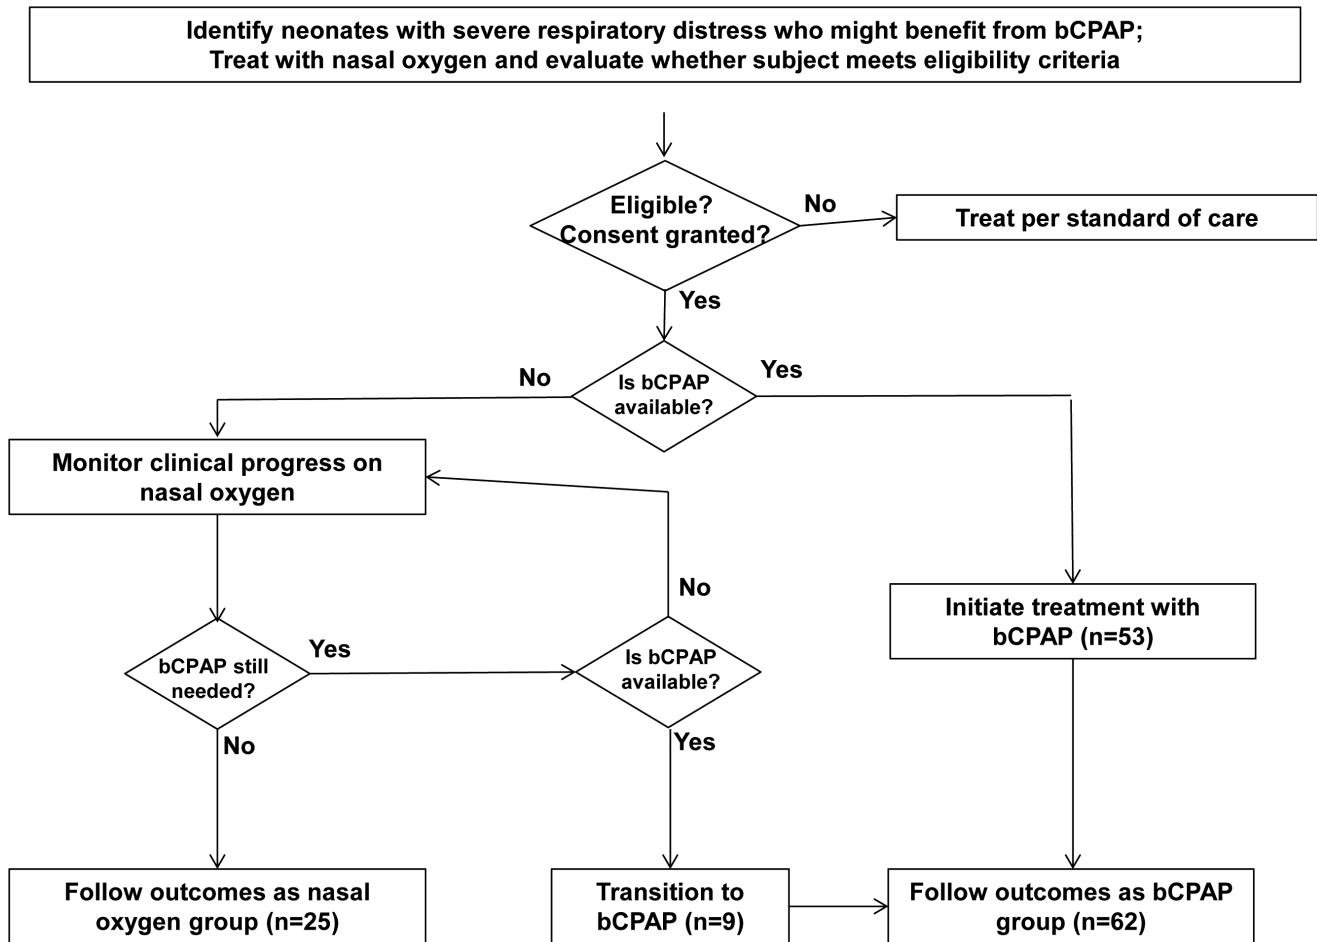 Identify neonates with severe respiratory distress who might benefit from bCPAP;
Treat with nasal oxygen and evaluate whether subject meets eligibility criteria
Eligible?
Consent granted?
No
Treat per standard of care
Yes
Is bCPAP
available?
No
Yes
Monitor clinical progress on
nasal oxygen
No
Initiate treatment with
bCPAP (n=53)
bCPAP still
needed?
Yes
Is bCPAP
available?
No
Yes
Follow outcomes as nasal
oxygen group (n=25)
Transition to
bCPAP (n=9)
Follow outcomes as bCPAP
group (n=62)